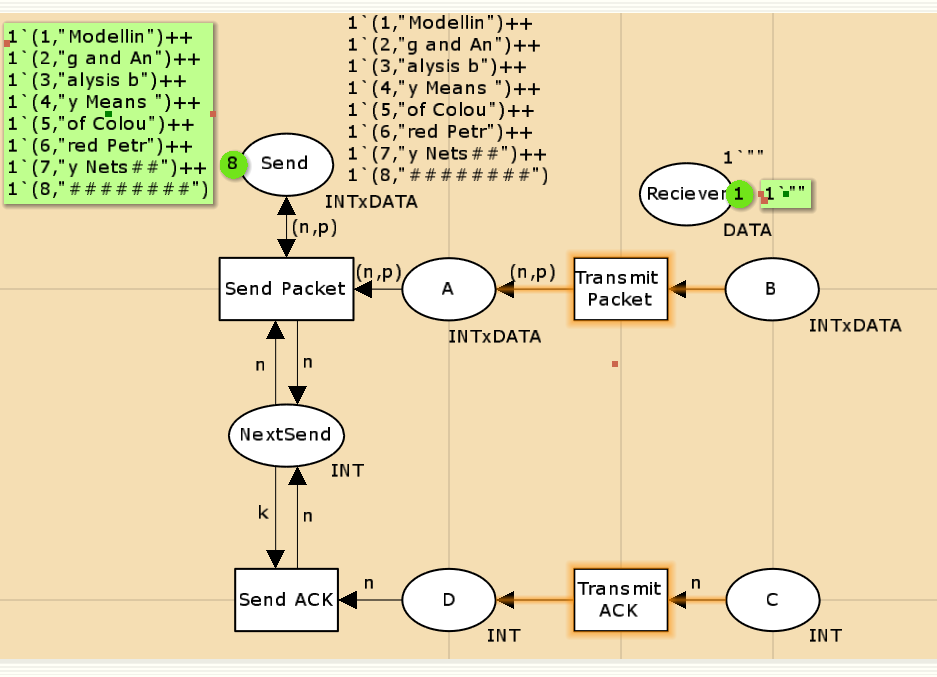 1`(1,"Modellin")++
1`(2,"g and An")++
1`(3,"alysis b")++
1`(4,"y Means ")++
1`(5,"of Colou")++
1`(6,"red Petr")++
1`(7,"y Nets##")++
1`(8,"########")
1`(1,"Modellin")++
1`(2,"g and An")++
1`(3,"alysis b")++
1`(4,"y Means ")++
1`(5,"of Colou")++
1`(6,"red Petr")++
1`(7,"y Nets##")++
1`(8,"########")
8
Send
INTxDATA
1`""
Reciever
1
1`""
DATA
(n,p)
Send Packet
(n,p)
A
INTxDATA
(n,p)
Transmit
Packet
B
INTxDATA
n
n
NextSend
INT
k
n
Send ACK
n
D
INT
Transmit
ACK
n
C
INT